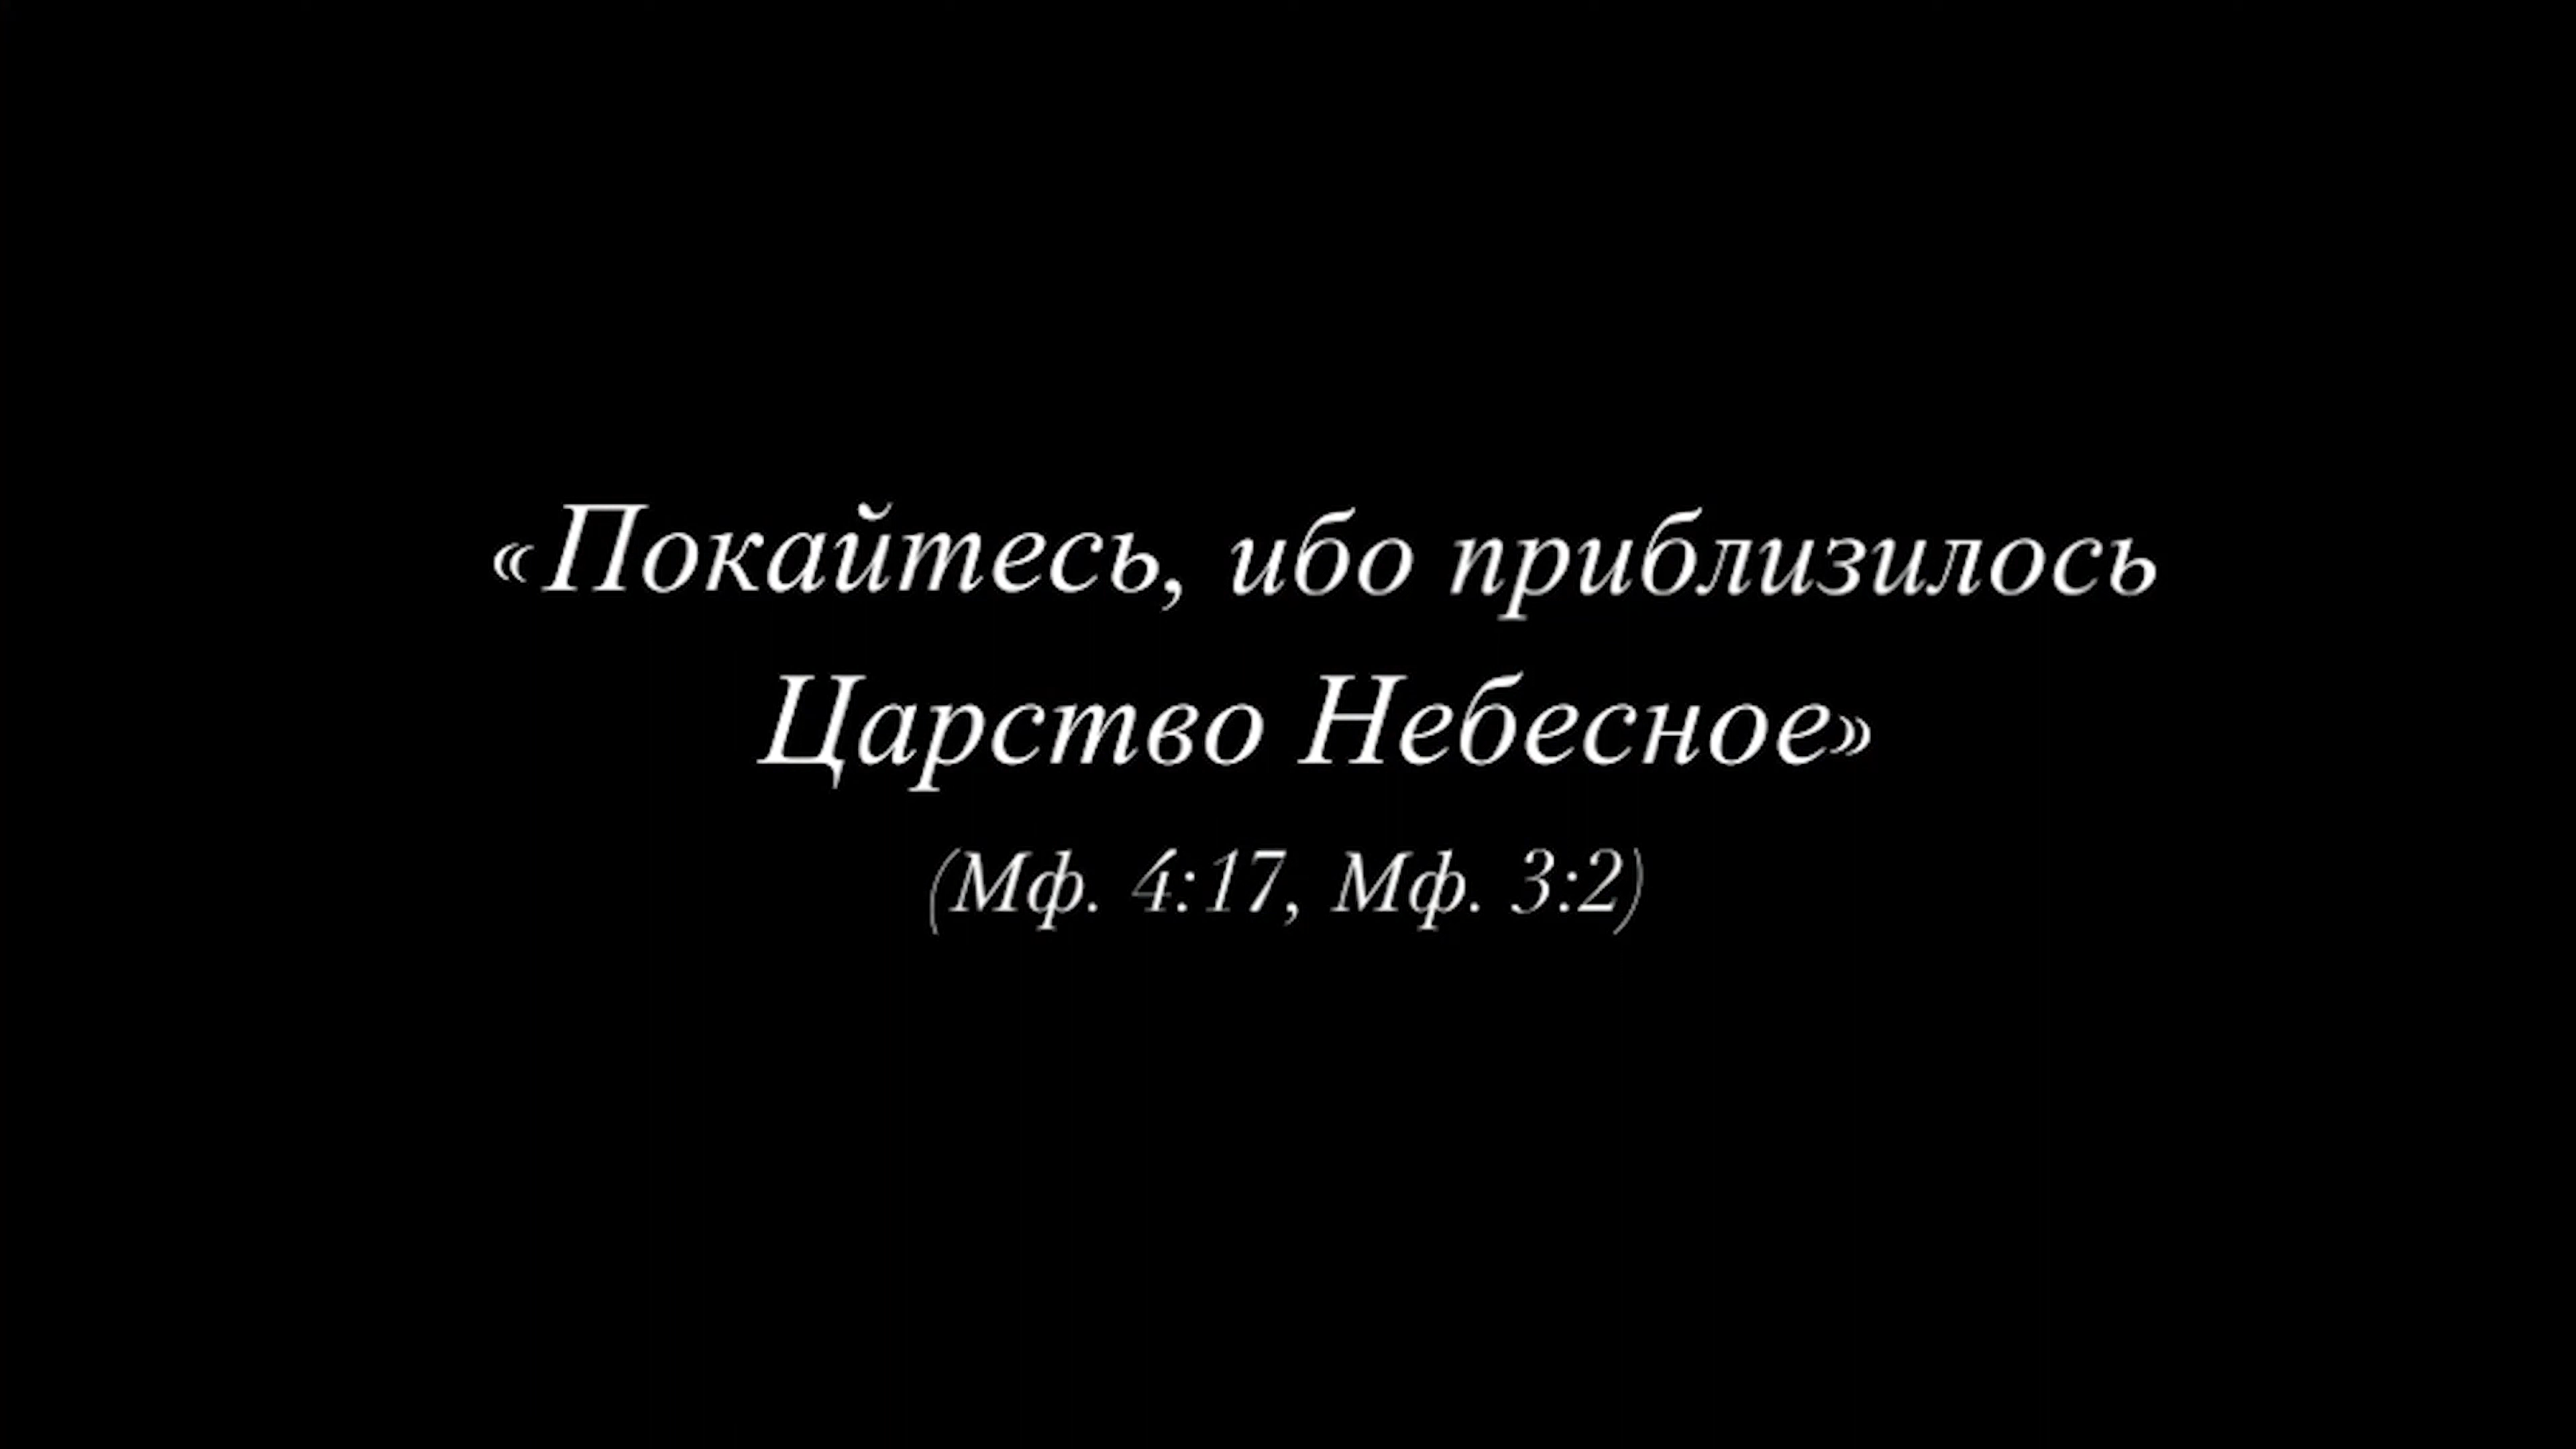 «Покайтесь, ибо приблизилось
Царство Небесное»
(Мф. 4:17, Мф. 3:2)